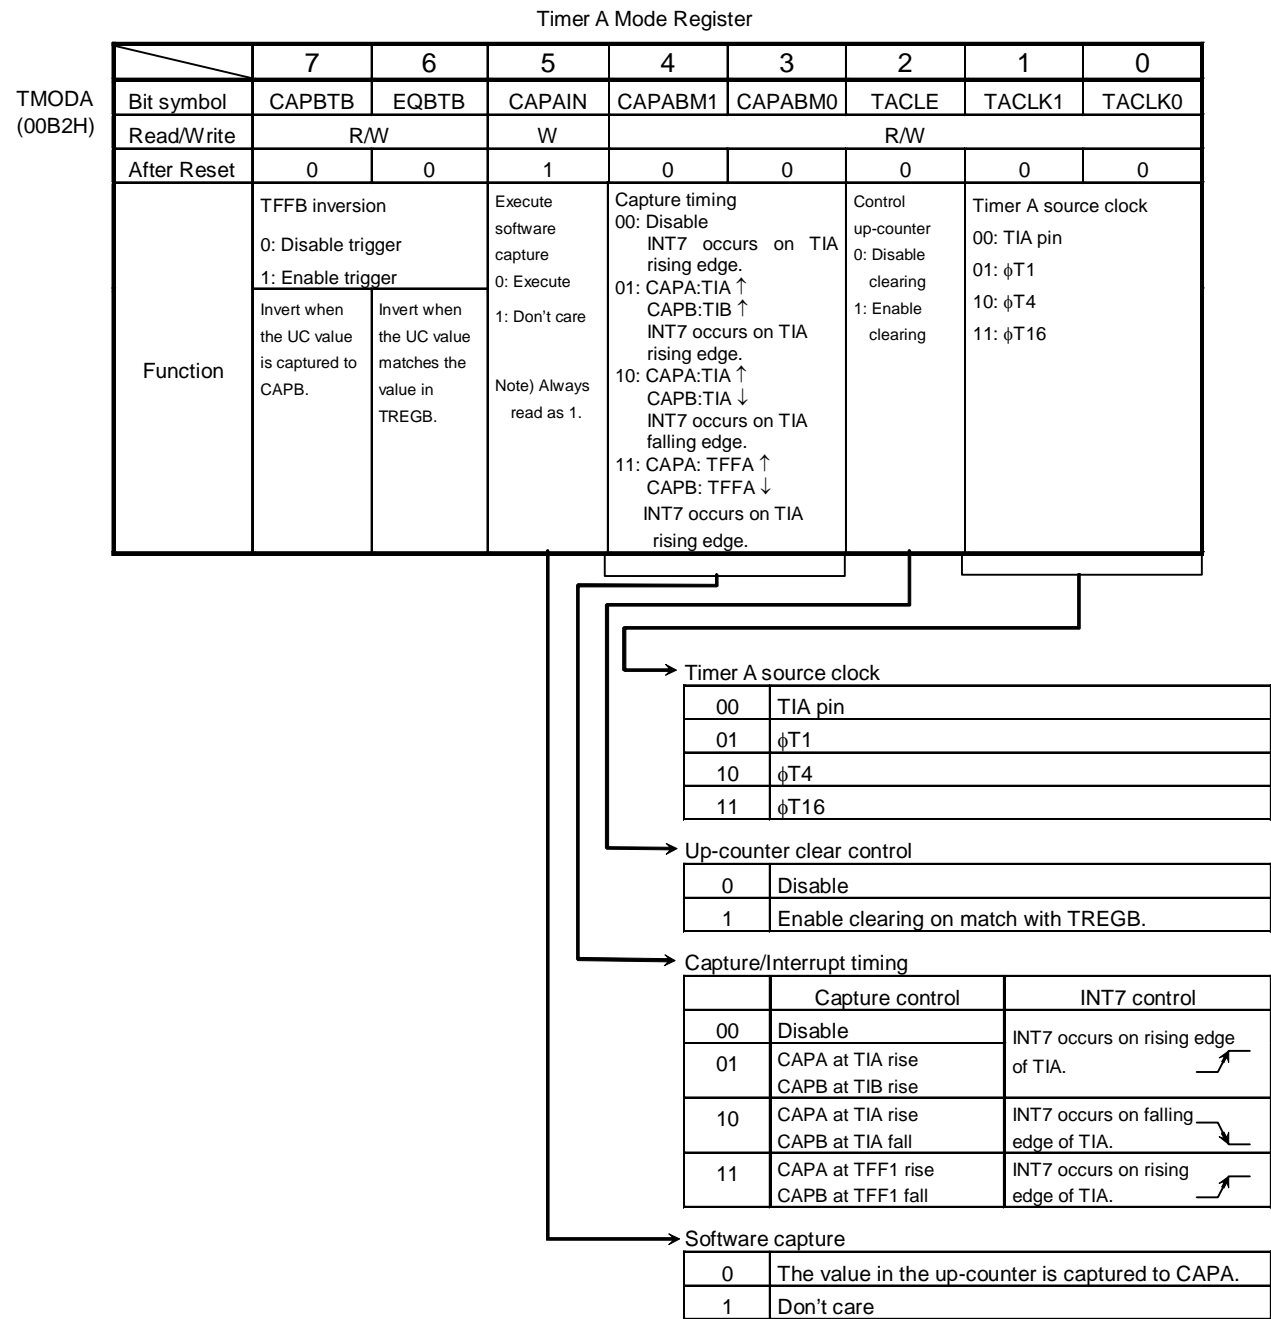 Timer A Mode Register
7 6 5 4 3 2 1 0
TMODA
(00B2H)
Bit symbol CAPBTB EQBTB CAPAIN CAPABM1 CAPABM0 TACLE TACLK1 TACLK0
Read/Write R/W W R/W
After Reset 0 0 1 0 0 0 0 0
Function
TFFB inversion
0: Disable trigger
1: Enable trigger
Invert when
the UC value
is captured to
CAPB.
Invert when
the UC value
matches the
value in
TREGB.
Execute
software
capture
0: Execute
1: Don't care
Note) Always
read as 1.
Capture timing
00: Disable
INT7 occurs on TIA
rising edge.
01: CAPA:TIA ↑
CAPB:TIB ↑
INT7 occurs on TIA
rising edge.
10: CAPA:TIA ↑
CAPB:TIA ↓
INT7 occurs on TIA
falling edge.
11: CAPA: TFFA ↑
CAPB: TFFA ↓
INT7 occurs on TIA
rising edge.
Control
up-counter
0: Disable
clearing
1: Enable
clearing
Timer A source clock
00: TIA pin
01: ϕT1
10: ϕT4
11: ϕT16
Timer A source clock
00 TIA pin
01 ϕT1
10 ϕT4
11 ϕT16
Up-counter clear control
0 Disable
1 Enable clearing on match with TREGB.
Capture/Interrupt timing
Capture control INT7 control
00 Disable
01 CAPA at TIA rise
CAPB at TIB rise
INT7 occurs on rising edge
of TIA.
10 CAPA at TIA rise
CAPB at TIA fall
INT7 occurs on falling
edge of TIA.
11 CAPA at TFF1 rise
CAPB at TFF1 fall
INT7 occurs on rising
edge of TIA.
Software capture
0 The value in the up-counter is captured to CAPA.
1 Don't care